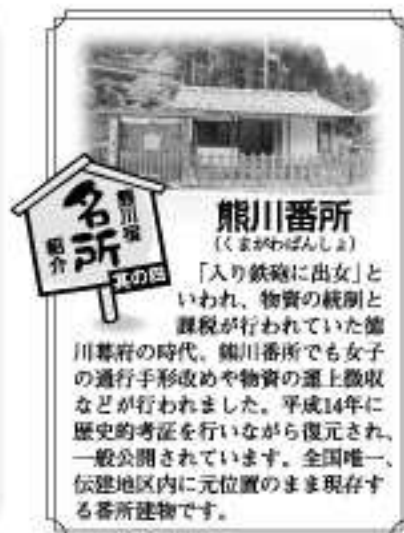 熊川宿
名所
紹介
其の四
熊川番所
(くまがわばんしょ)
「入り鉄砲に出女」と
いわれ、物資の統制と
課税が行われていた徳
川幕府の時代、熊川番所でも女子
の通行手形改めや物資の運上徴収
などが行われました。平成14年に
歴史的考証を行いながら復元され、
一般公開されています。全国唯一、
伝建地区内に元位置のまま現存す
る番所建物です。